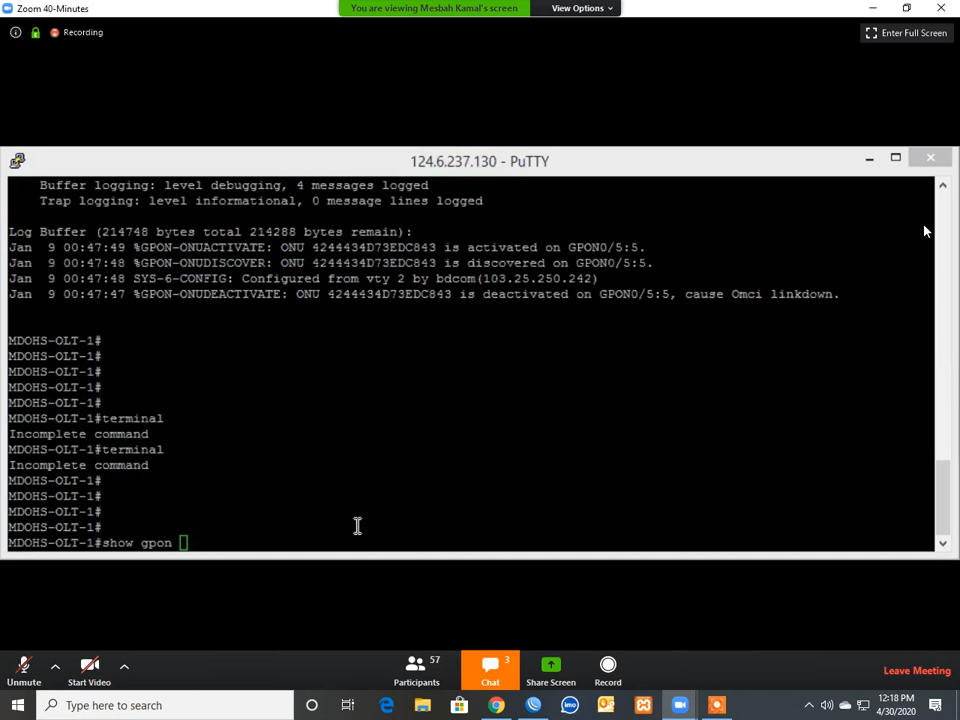 Zoom 40-Minutes
You are viewing Mesbah Kamal's screen
View Options
Recording
Enter Full Screen
124.6.237.130 - PuTTY
Buffer logging: level debugging, 4 messages logged
Trap logging: level informational, 0 message lines logged
Log Buffer (214748 bytes total 214288 bytes remain):
Jan  9 00:47:49 %GPON-ONUACTIVATE: ONU 4244434D73EDC843 is activated on GPON0/5:5.
Jan  9 00:47:48 %GPON-ONUDISCOVER: ONU 4244434D73EDC843 is discovered on GPON0/5:5.
Jan  9 00:47:48 SYS-6-CONFIG: Configured from vty 2 by bdcom(103.25.250.242)
Jan  9 00:47:47 %GPON-ONUDEACTIVATE: ONU 4244434D73EDC843 is deactivated on GPON0/5:5, cause Omci linkdown.
MDOHS-OLT-1#
MDOHS-OLT-1#
MDOHS-OLT-1#
MDOHS-OLT-1#
MDOHS-OLT-1#
MDOHS-OLT-1#terminal
Incomplete command
MDOHS-OLT-1#terminal
Incomplete command
MDOHS-OLT-1#
MDOHS-OLT-1#
MDOHS-OLT-1#
MDOHS-OLT-1#
MDOHS-OLT-1#show gpon
57
3
Unmute
Start Video
Participants
Chat
Share Screen
Record
Leave Meeting
Type here to search
imo
12:18 PM
4/30/2020